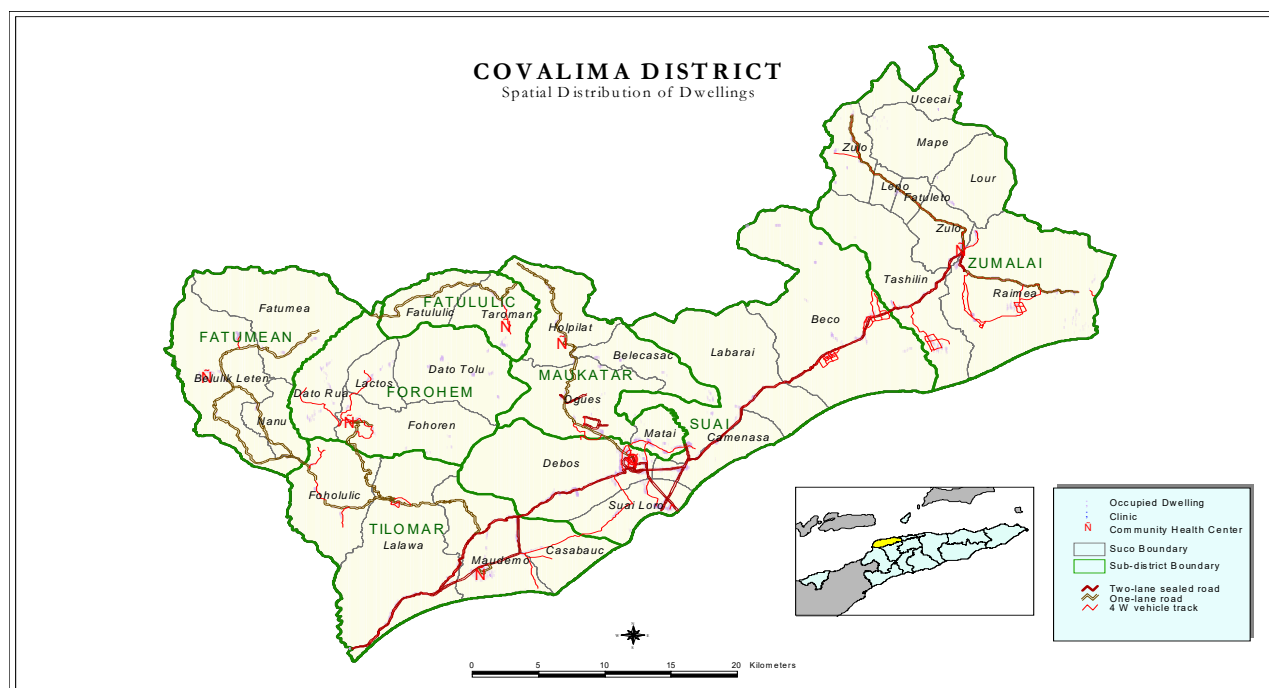 COVALIMA DISTRICT
Spatial Distribution of Dwellings
Ucecai
Mape
Zulo
Lour
Lepo
Fatuleto
Zulo
ZUMALAI
Tashilin
Raimea
Beco
Fatumea
FATULULIC
Fatululic
Taroman
Ñ
Holpilat
Ñ
FATUMEAN
Belecasac
Labarai
Dato Tolu
MAUKATAR
Belulik Leten
Ñ
Lactos
Dato Rua
FOROHEM
Ogues
Nanu
Ñ
Fohoren
SUAI
Matai
Camenasa
Debos
Foholulic
Suai Loro
TILOMAR
Lalawa
Casabauc
Maudemo
Ñ
Occupied Dwelling
Clinic
Ñ Community Health Center
Suco Boundary
Sub-district Boundary
Two-lane sealed road
One-lane road
4 W vehicle track
0 5 10 15 20 Kilometers